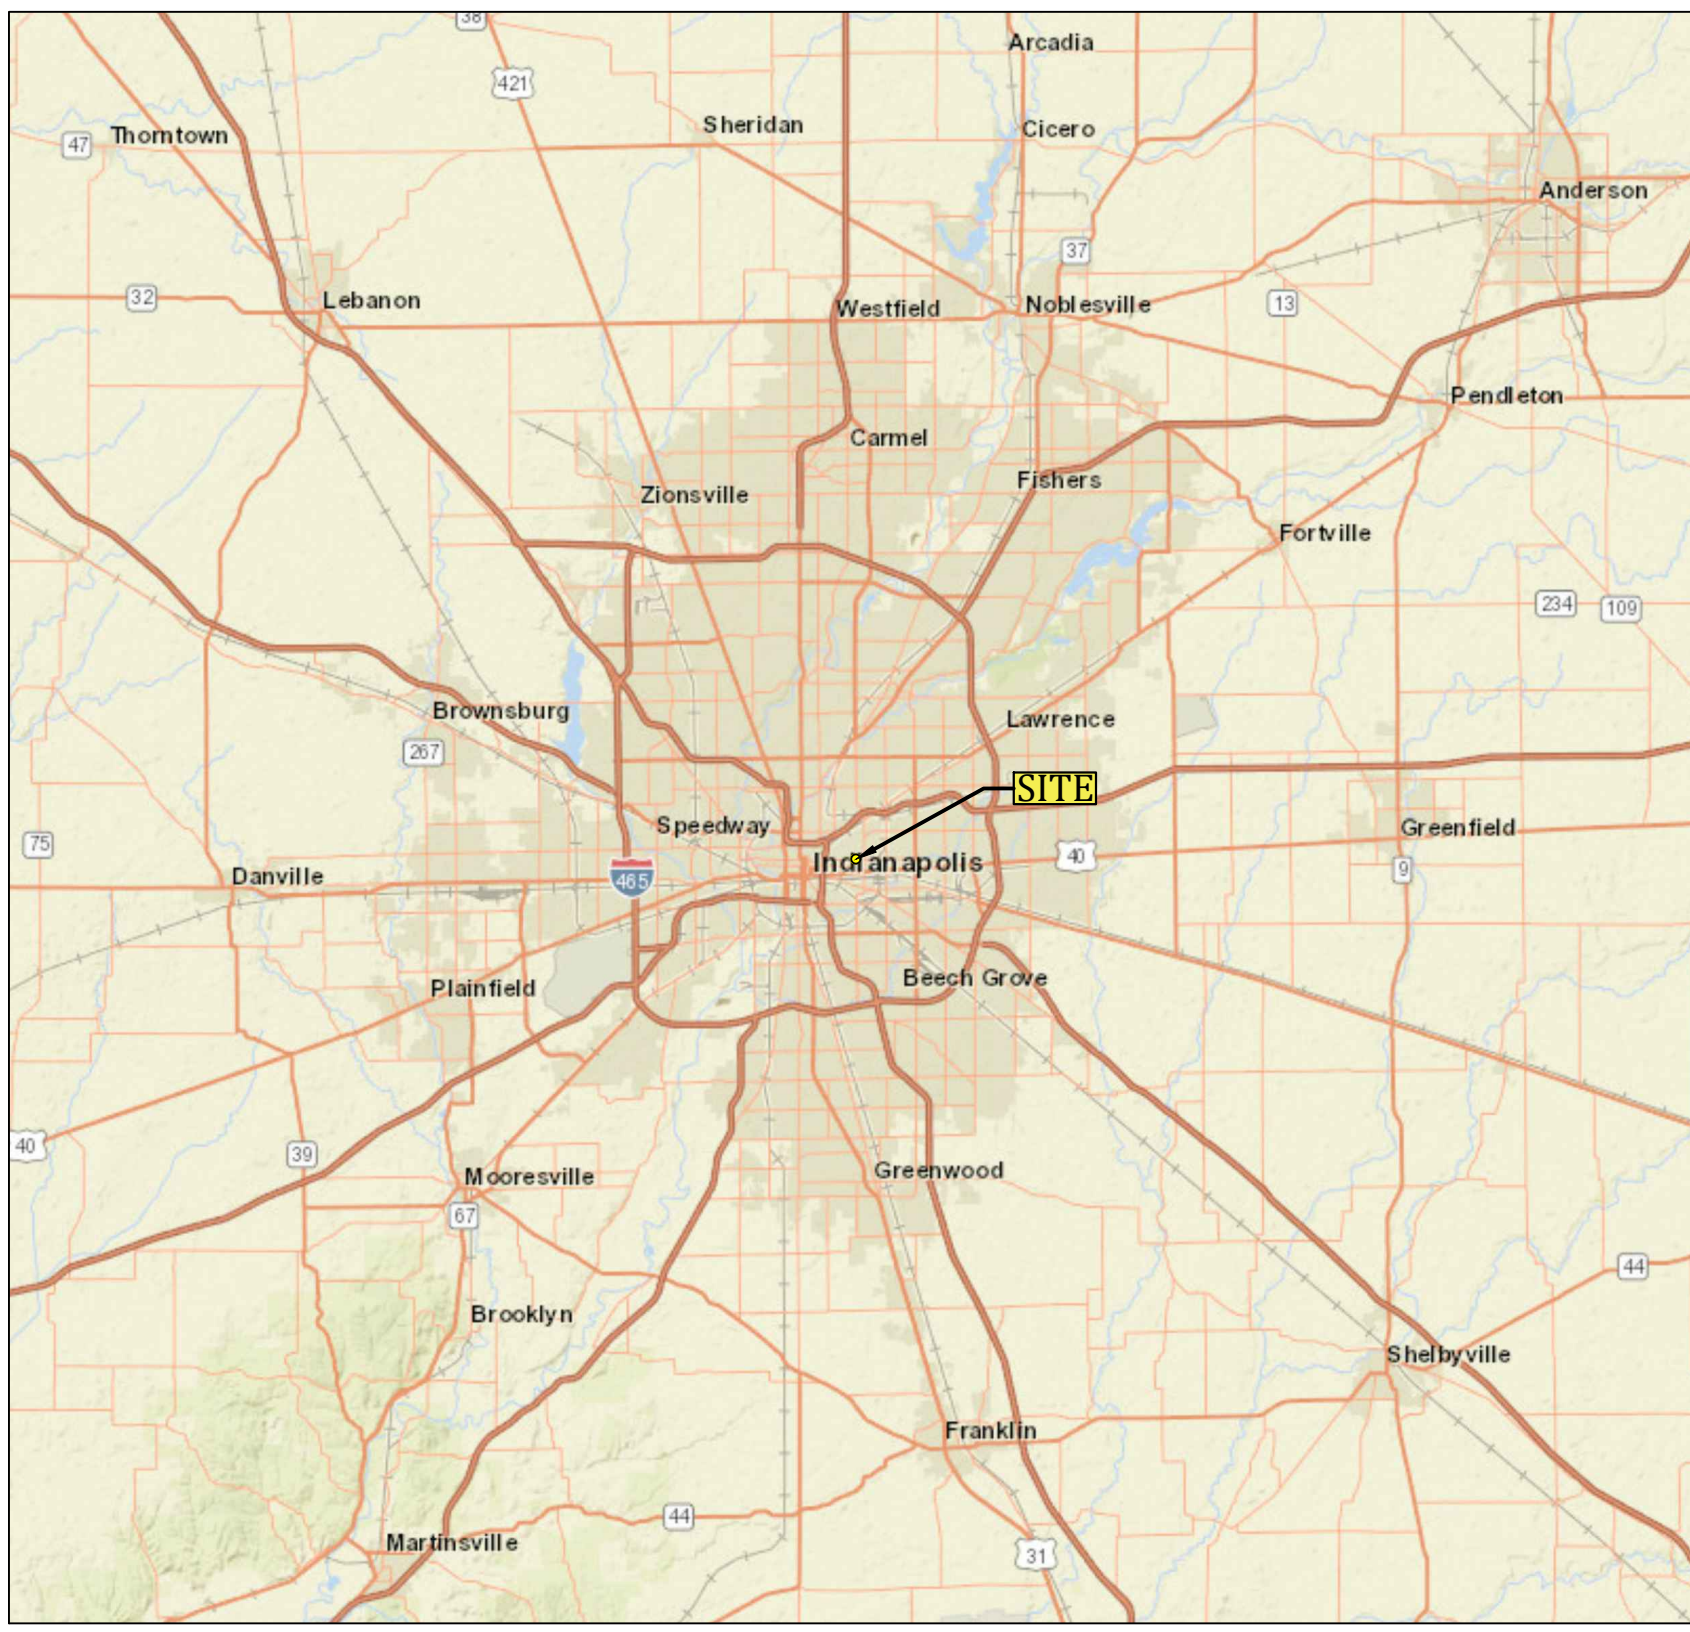 38
Arcadia
421
Sheridan
Cicero
Thorntown
47
Anderson
37
32
Lebanon
Westfield
Noblesville
13
Pendleton
Carmel
Fishers
Zionsville
Fortville
234
109
Brownsburg
Lawrence
267
SITE
Speedway
Greenfield
75
Indianapolis
40
9
Danville
465
Beech Grove
Plainfield
40
39
Greenwood
Mooresville
67
44
Brooklyn
Shelbyville
Franklin
44
Martinsville
31